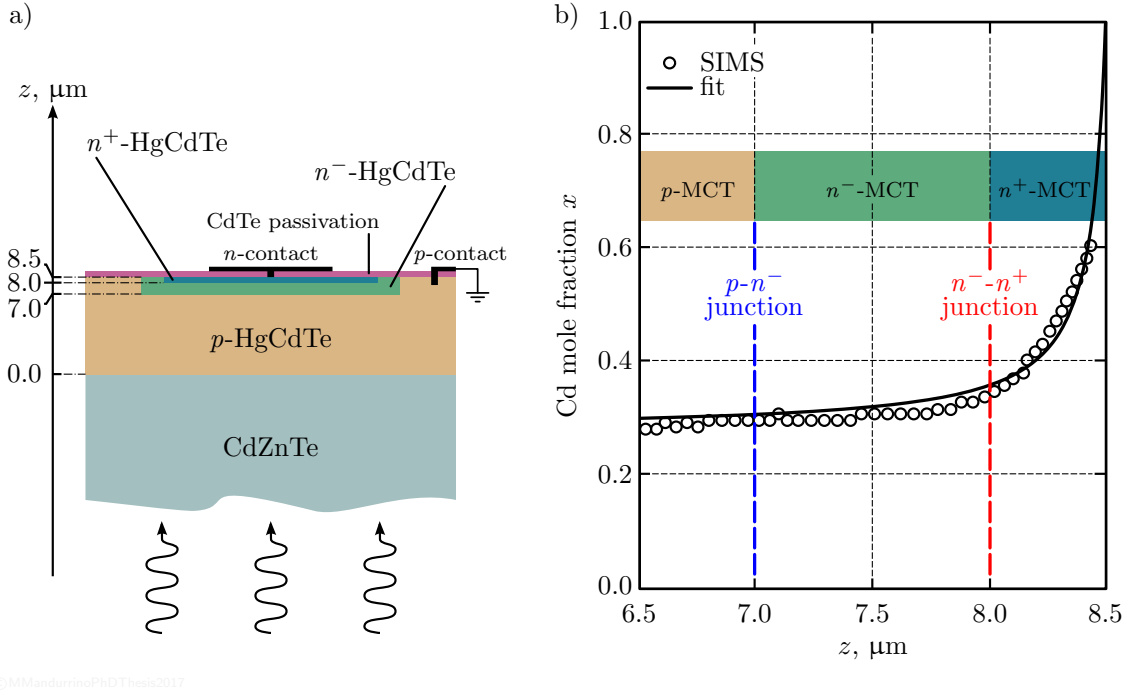 a)
z, μm
n⁺-HgCdTe
n⁻-HgCdTe
CdTe passivation
n-contact
p-contact
8.5
8.0
7.0
p-HgCdTe
0.0
CdZnTe
©MMandurrinoPhDThesis2017
b)
1.0
SIMS
fit
0.8
p-MCT
n⁻-MCT
n⁺-MCT
0.6
p-n⁻
junction
n⁻-n⁺
junction
Cd mole fraction x
0.4
0.2
0.0
6.5
7.0
7.5
8.0
8.5
z, μm